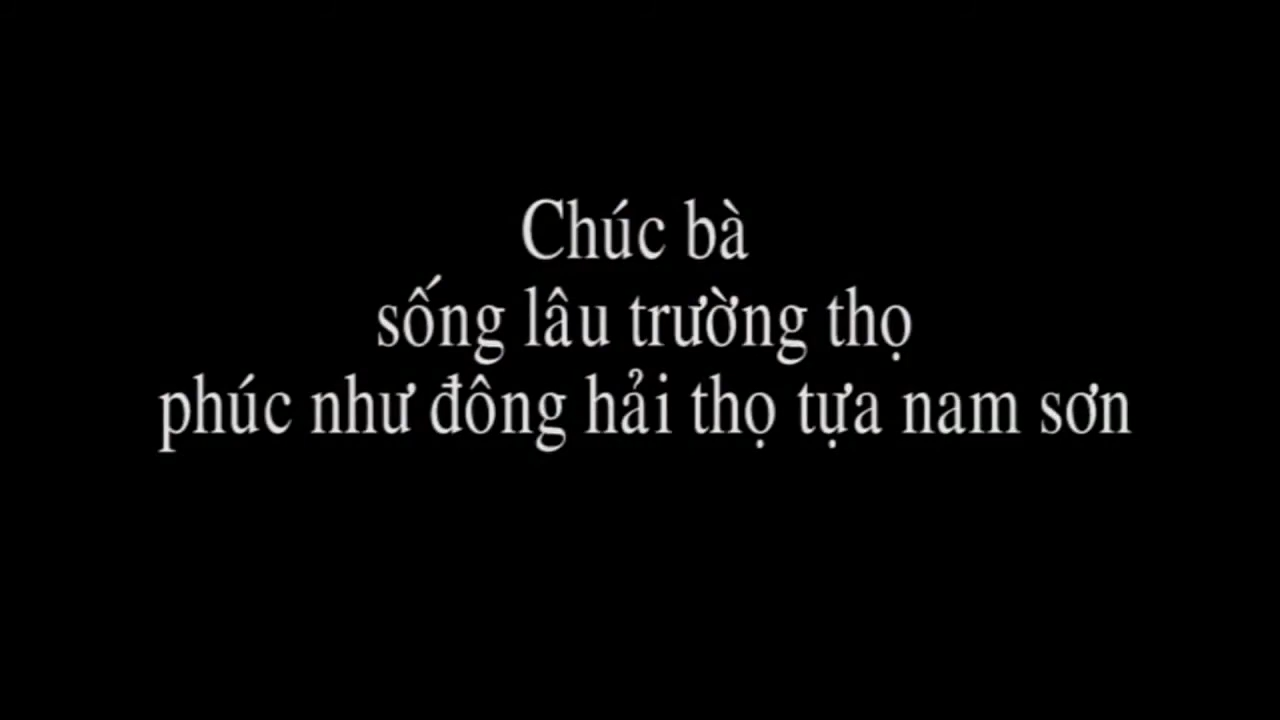 Chúc bà
sống lâu trường thọ
phúc như đông hải thọ tựa nam sơn